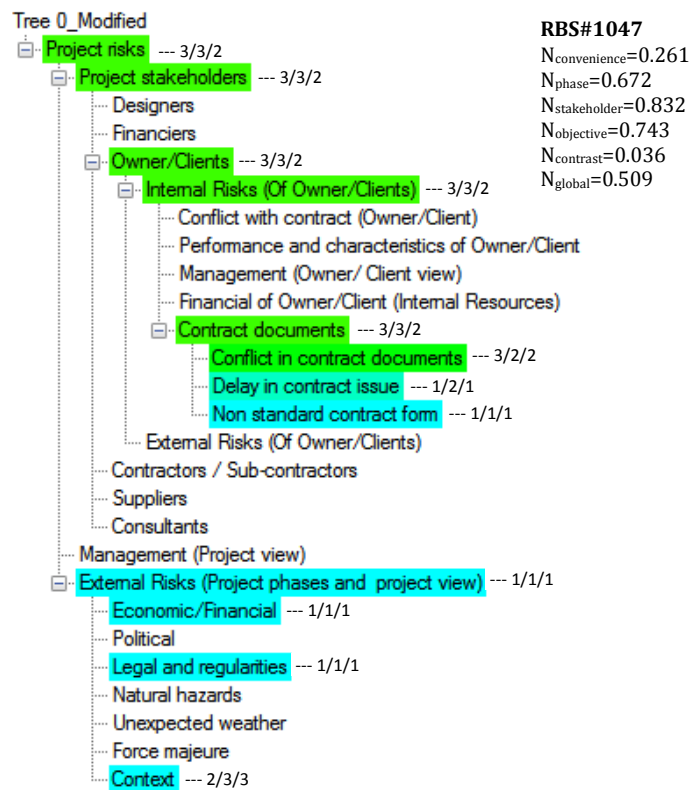 Tree 0_Modified
Project risks --- 3/3/2
Project stakeholders --- 3/3/2
Designers
Financiers
Owner/Clients --- 3/3/2
Internal Risks (Of Owner/Clients) --- 3/3/2
Conflict with contract (Owner/Client)
Performance and characteristics of Owner/Client
Management (Owner/ Client view)
Financial of Owner/Client (Internal Resources)
Contract documents --- 3/3/2
Conflict in contract documents --- 3/2/2
Delay in contract issue --- 1/2/1
Non standard contract form --- 1/1/1
External Risks (Of Owner/Clients)
Contractors / Sub-contractors
Suppliers
Consultants
Management (Project view)
External Risks (Project phases and project view) --- 1/1/1
Economic/Financial --- 1/1/1
Political
Legal and regularities --- 1/1/1
Natural hazards
Unexpected weather
Force majeure
Context --- 2/3/3
RBS#1047
Nconvenience=0.261
Nphase=0.672
Nstakeholder=0.832
Nobjective=0.743
Ncontrast=0.036
Nglobal=0.509